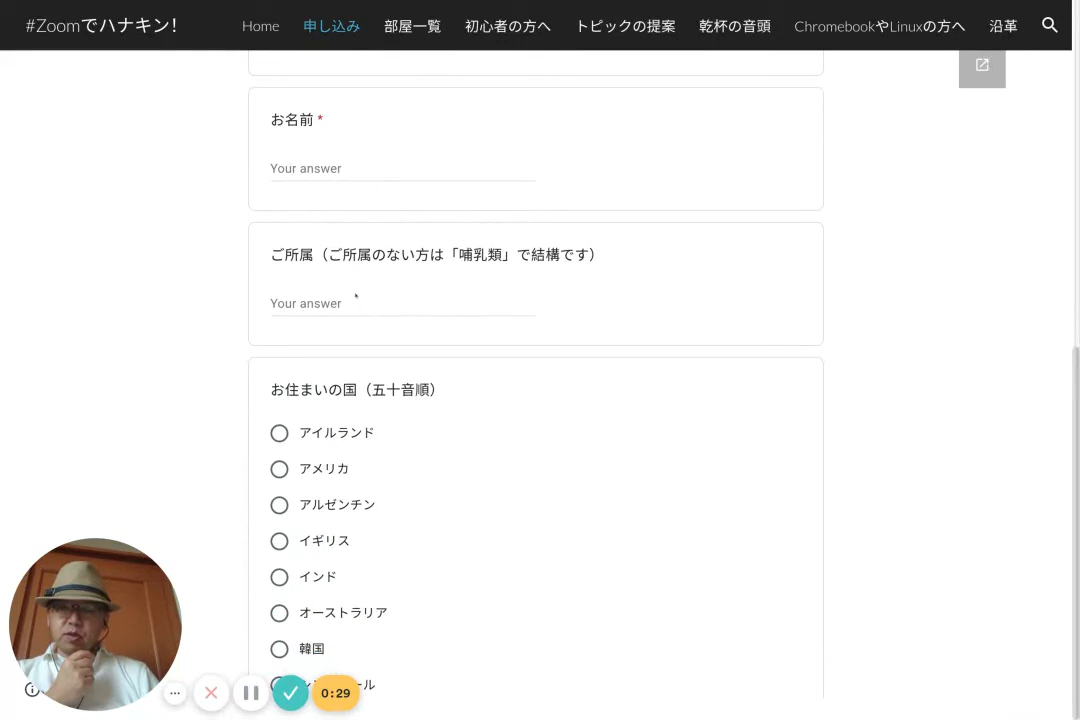 #Zoomでハナキン!
Home 申し込み 部屋一覧 初心者の方へ トピックの提案 乾杯の音頭 ChromebookやLinuxの方へ 沿革
お名前 *
Your answer
ご所属（ご所属のない方は「哺乳類」で結構です）
Your answer
お住まいの国（五十音順）
アイルランド
アメリカ
アルゼンチン
イギリス
インド
オーストラリア
韓国
ール
0:29